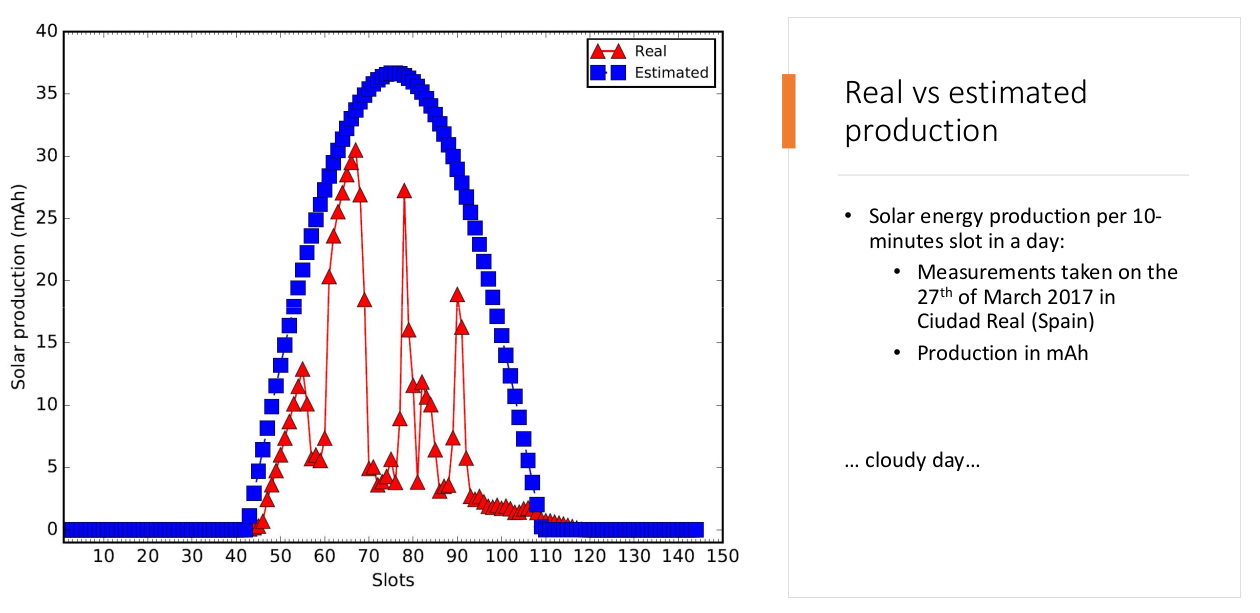 40
35
30
25
20
15
10
5
0
Solar production (mAh)
10 20 30 40 50 60 70 80 90 100 110 120 130 140 150
Slots
Real
Estimated
Real vs estimated
production
• Solar energy production per 10-
minutes slot in a day:
• Measurements taken on the
27th of March 2017 in
Ciudad Real (Spain)
• Production in mAh
... cloudy day...